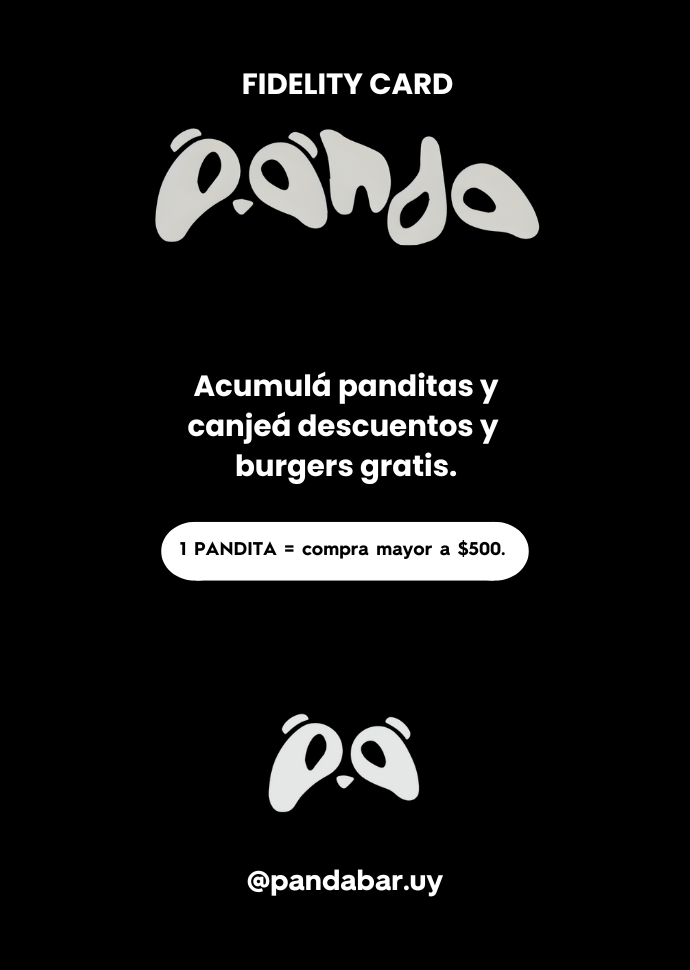 FIDELITY CARD
panda
Acumulá panditas y
canjeá descuentos y
burgers gratis.
1 PANDITA = compra mayor a $500.
@pandabar.uy